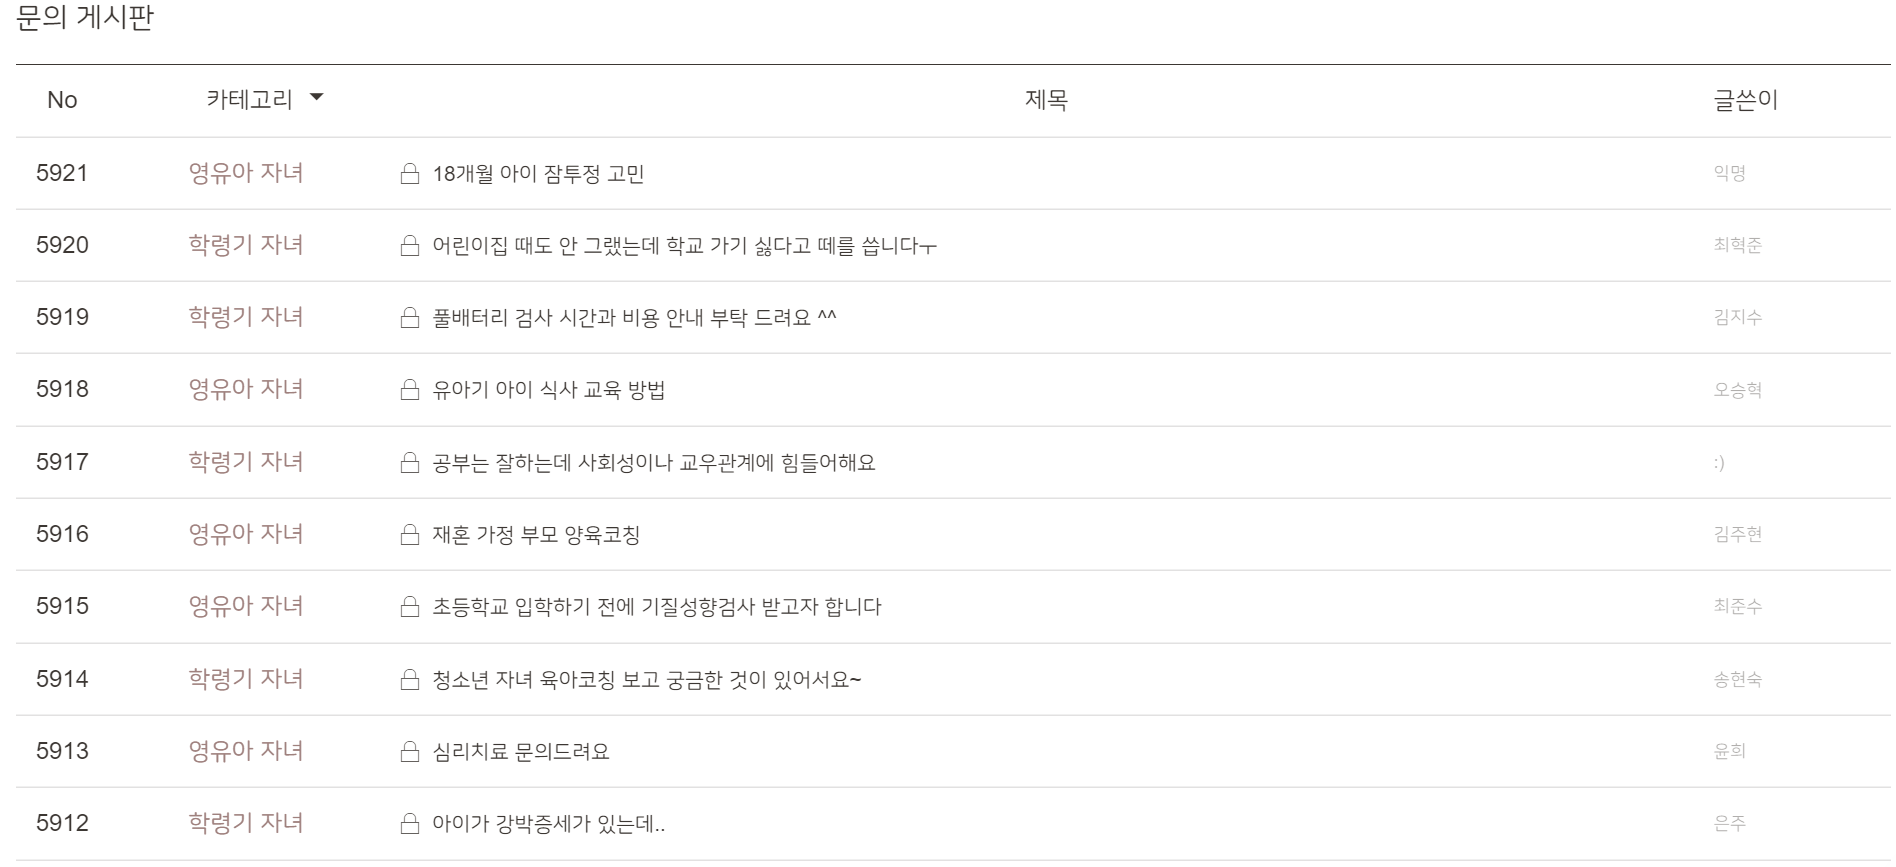 문의 게시판
No 카테고리 제목 글쓴이
5921 영유아 자녀 18개월 아이 잠투정 고민 익명
5920 학령기 자녀 어린이집 때도 안 그랬는데 학교 가기 싫다고 떼를 씁니다ㅜ 최혁준
5919 학령기 자녀 풀배터리 검사 시간과 비용 안내 부탁 드려요 ^^ 김지수
5918 영유아 자녀 유아기 아이 식사 교육 방법 오승혁
5917 학령기 자녀 공부는 잘하는데 사회성이나 교우관계에 힘들어해요 :)
5916 영유아 자녀 재혼 가정 부모 양육코칭 김주현
5915 영유아 자녀 초등학교 입학하기 전에 기질성향검사 받고자 합니다 최준수
5914 학령기 자녀 청소년 자녀 육아코칭 보고 궁금한 것이 있어서요~ 송현숙
5913 영유아 자녀 심리치료 문의드려요 윤희
5912 학령기 자녀 아이가 강박증세가 있는데.. 은주